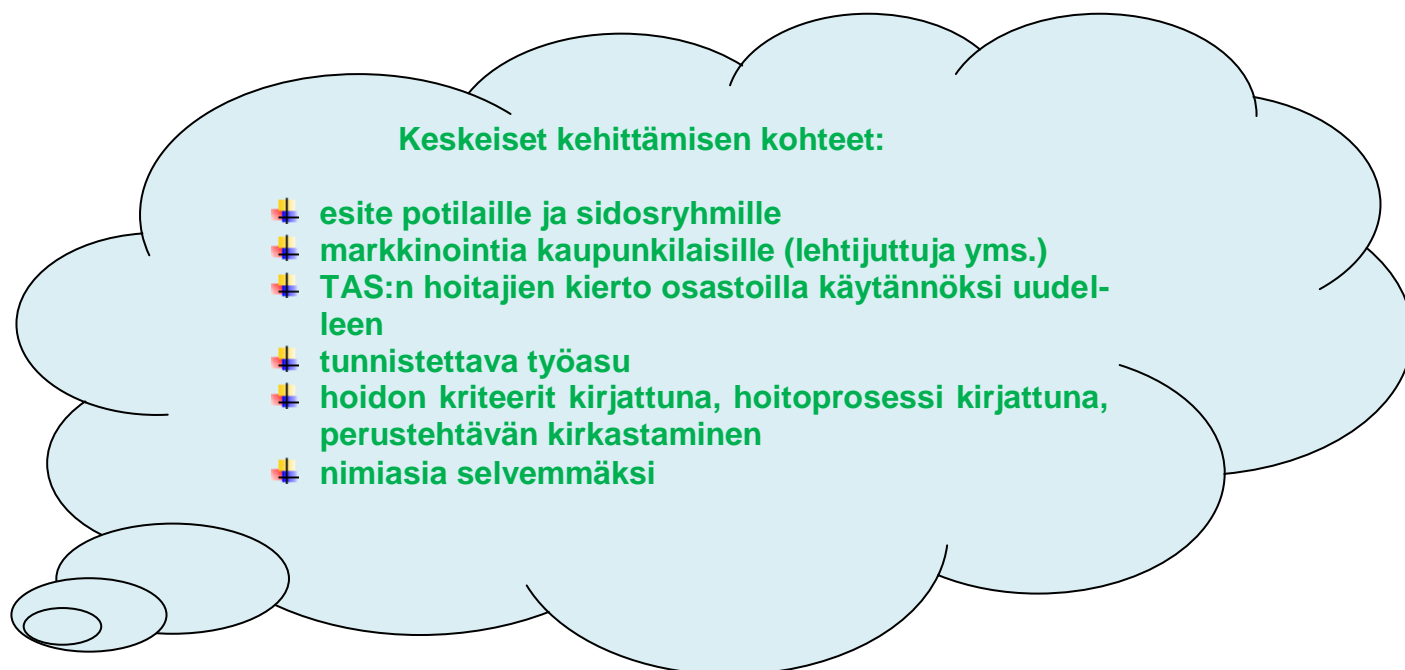 Keskeiset kehittämisen kohteet:
esite potilaille ja sidosryhmille
markkinointia kaupunkilaisille (lehtijuttuja yms.)
TAS:n hoitajien kierto osastoilla käytännöksi uudel-
leen
tunnistettava työasu
hoidon kriteerit kirjattuna, hoitoprosessi kirjattuna,
perustehtävän kirkastaminen
nimiasia selvemmäksi